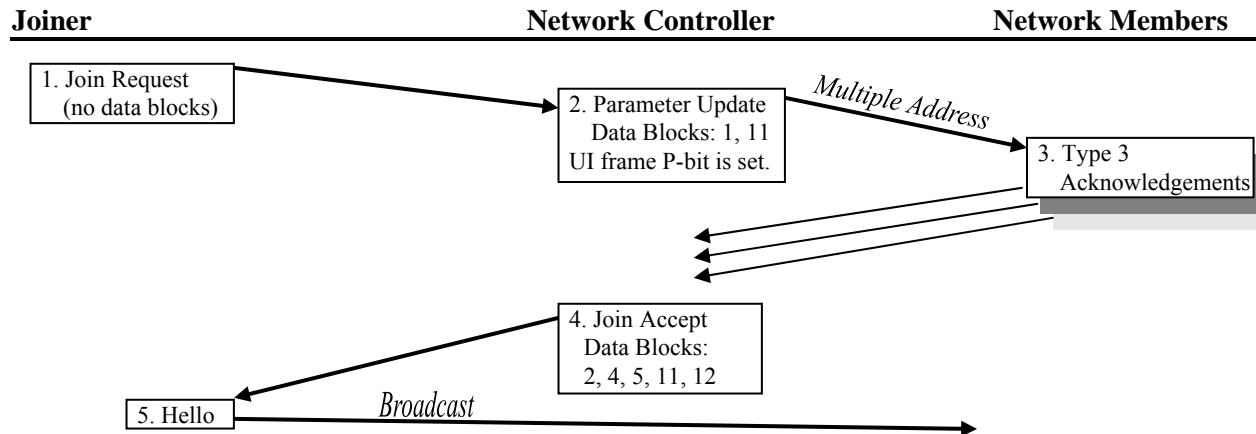 Joiner Network Controller Network Members
1. Join Request
(no data blocks)
2. Parameter Update
Data Blocks: 1, 11
UI frame P-bit is set.
Multiple Address
3. Type 3
Acknowledgements
4. Join Accept
Data Blocks:
2, 4, 5, 11, 12
5. Hello
Broadcast